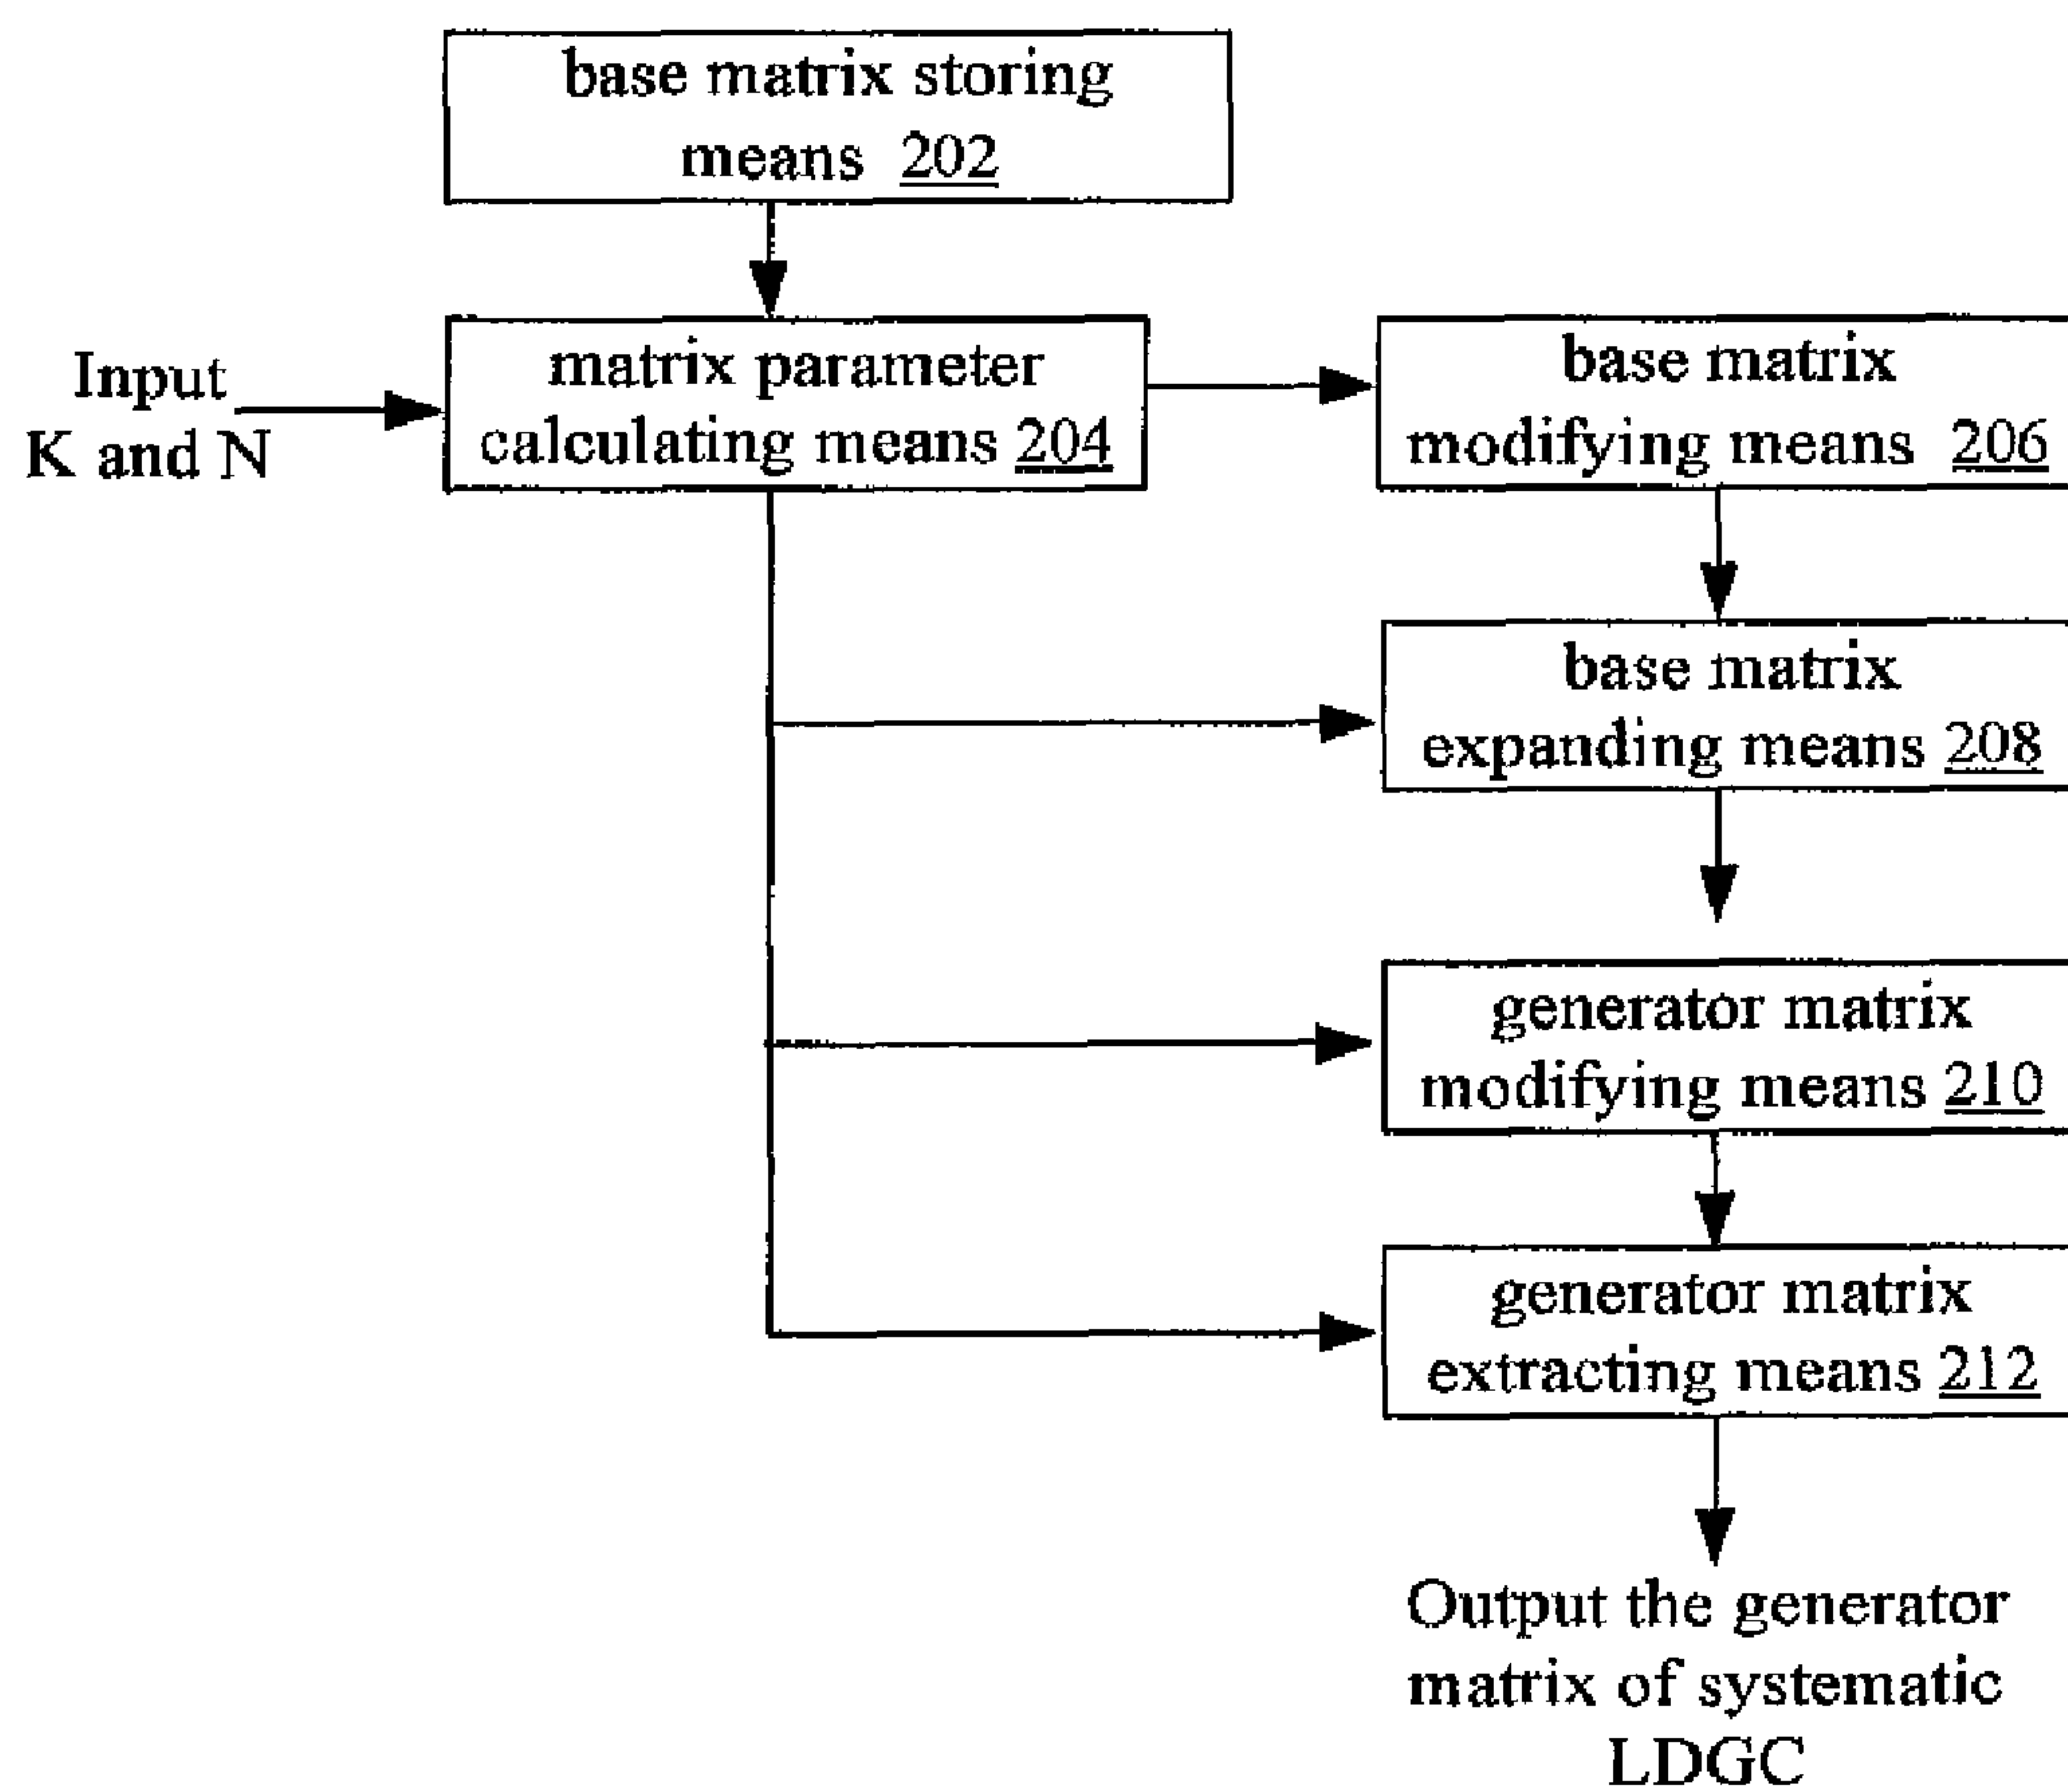 base matrix storing
means 202
Input
K and N
matrix parameter
calculating means 204
base matrix
modifying means 206
base matrix
expanding means 208
generator matrix
modifying means 210
generator matrix
extracting means 212
Output the generator
matrix of systematic
LDGC